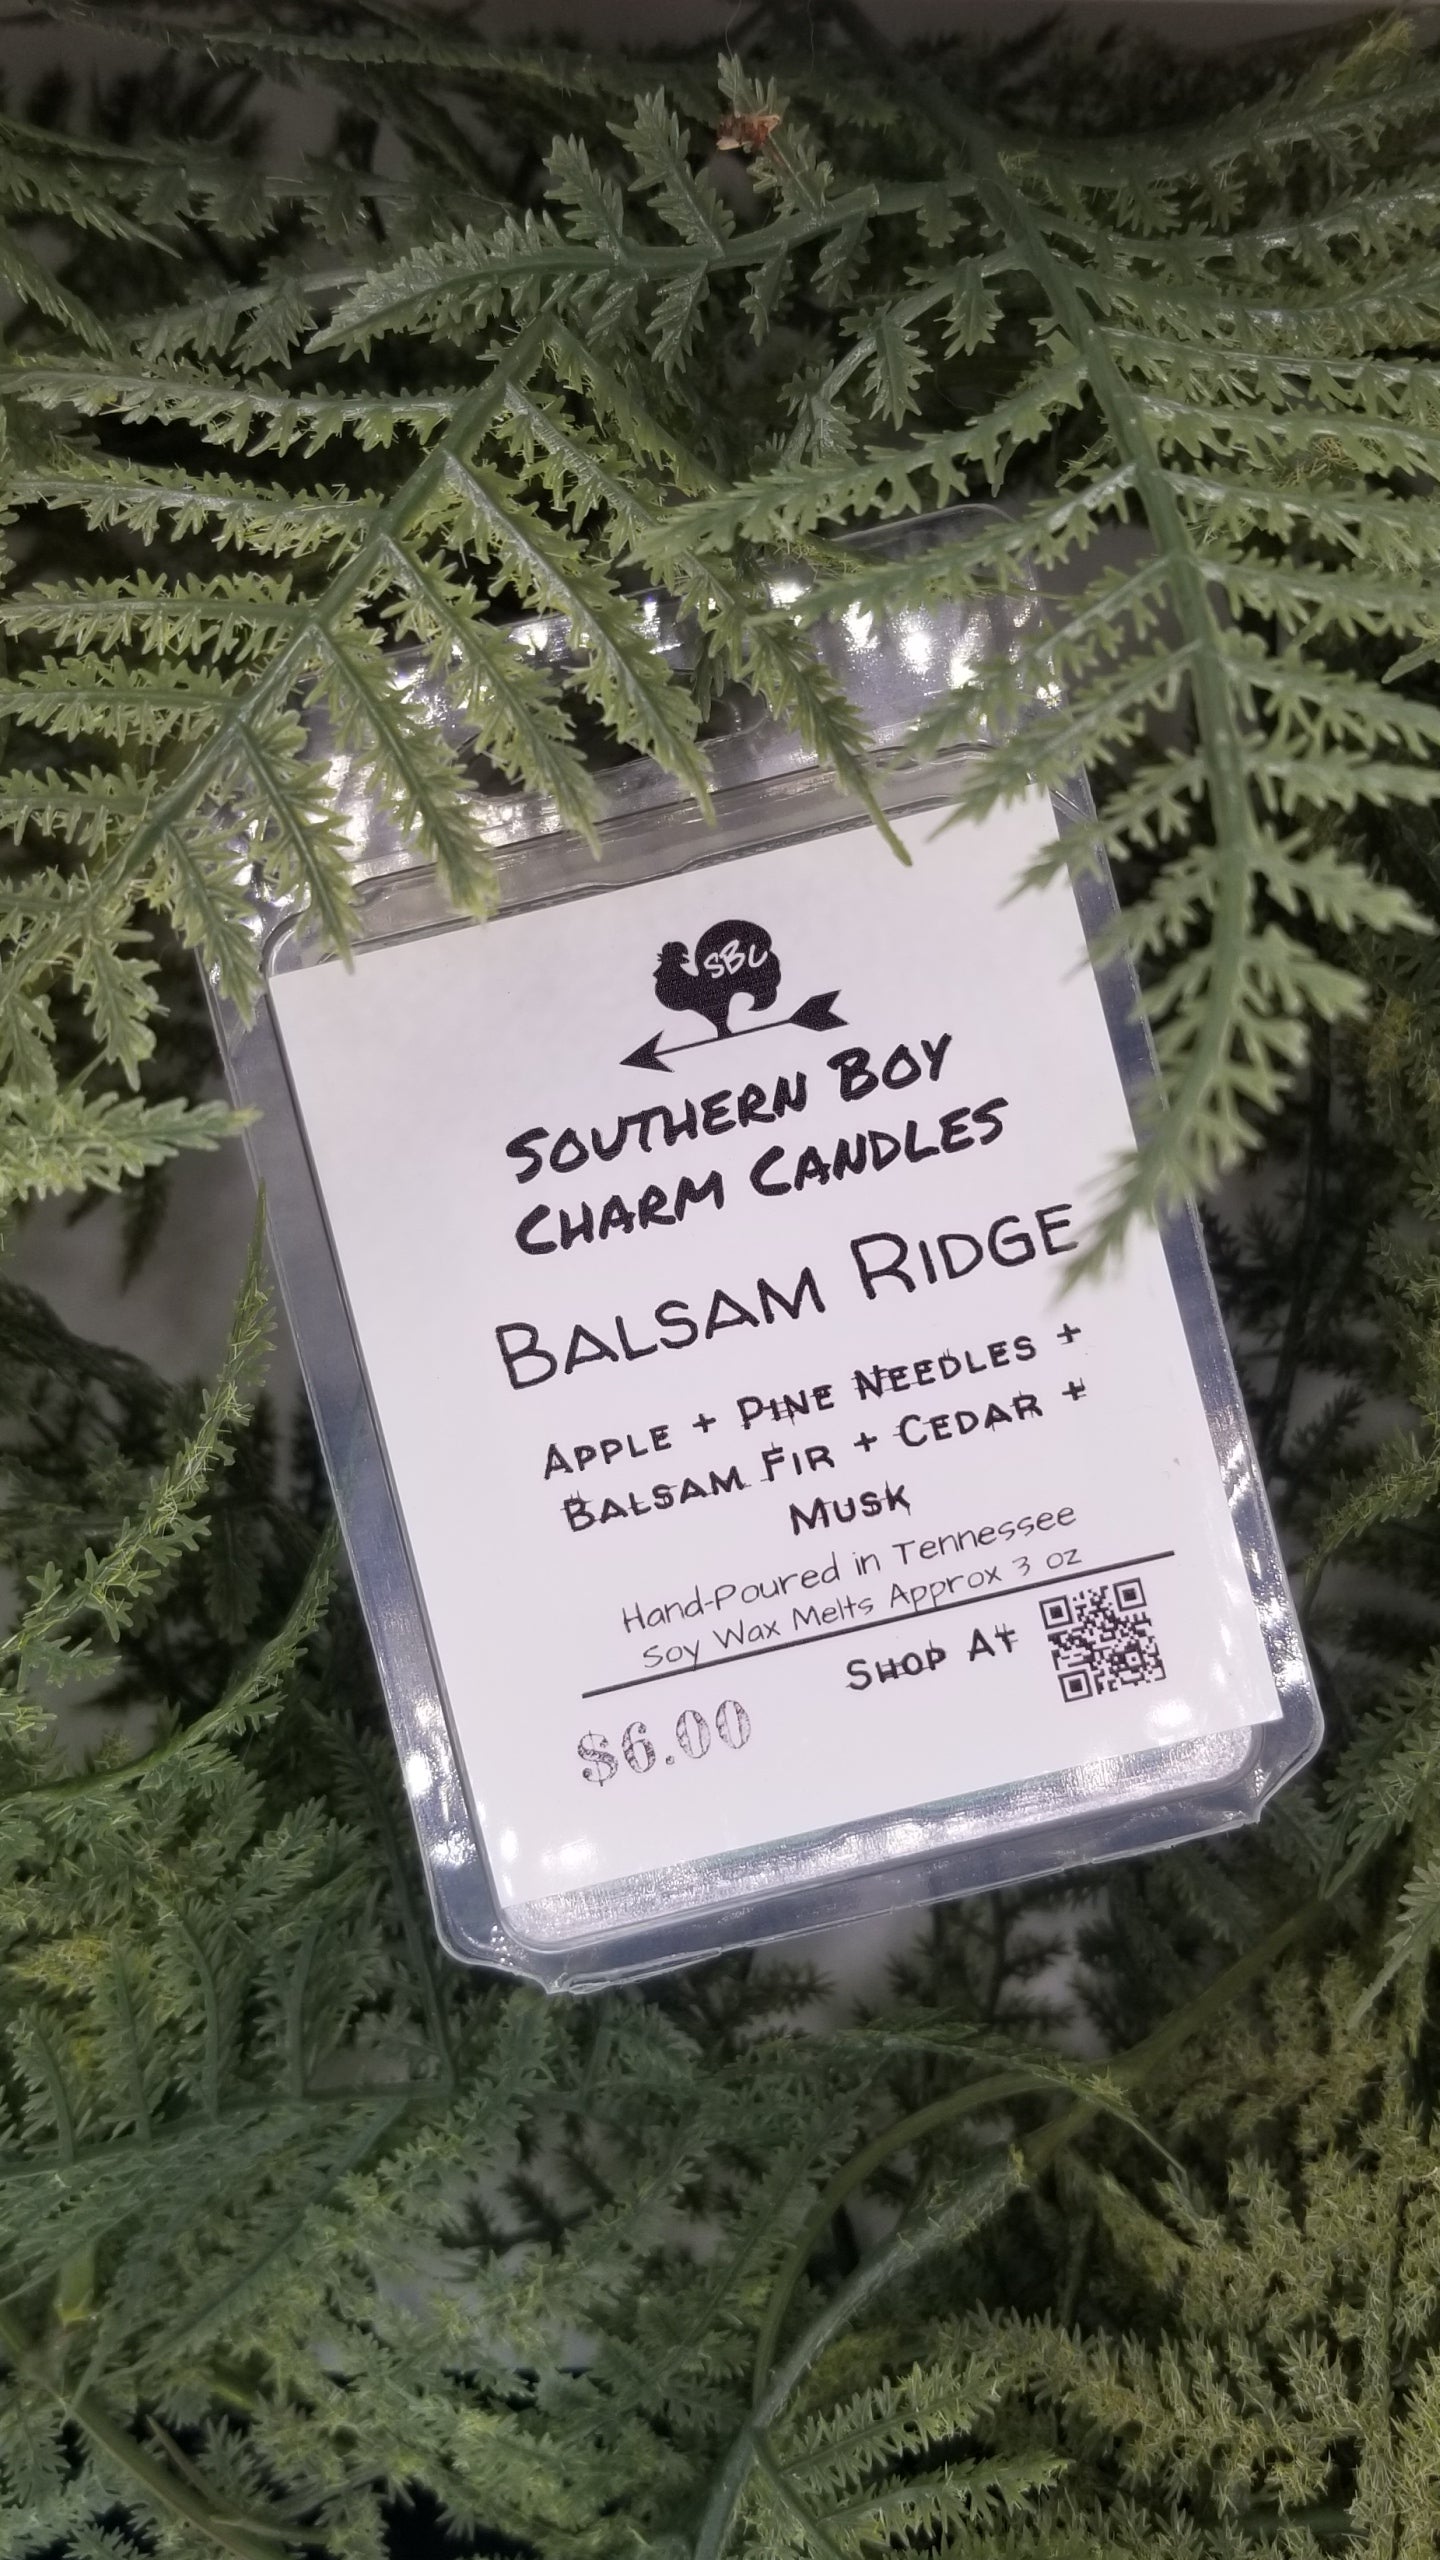 SBC
Southern Boy
Charm Candles
Balsam Ridge
Apple + Pine Needles +
Balsam Fir + Cedar +
Musk
Hand-Poured in Tennessee
Soy Wax Melts Approx 3 oz
$6.00
Shop At